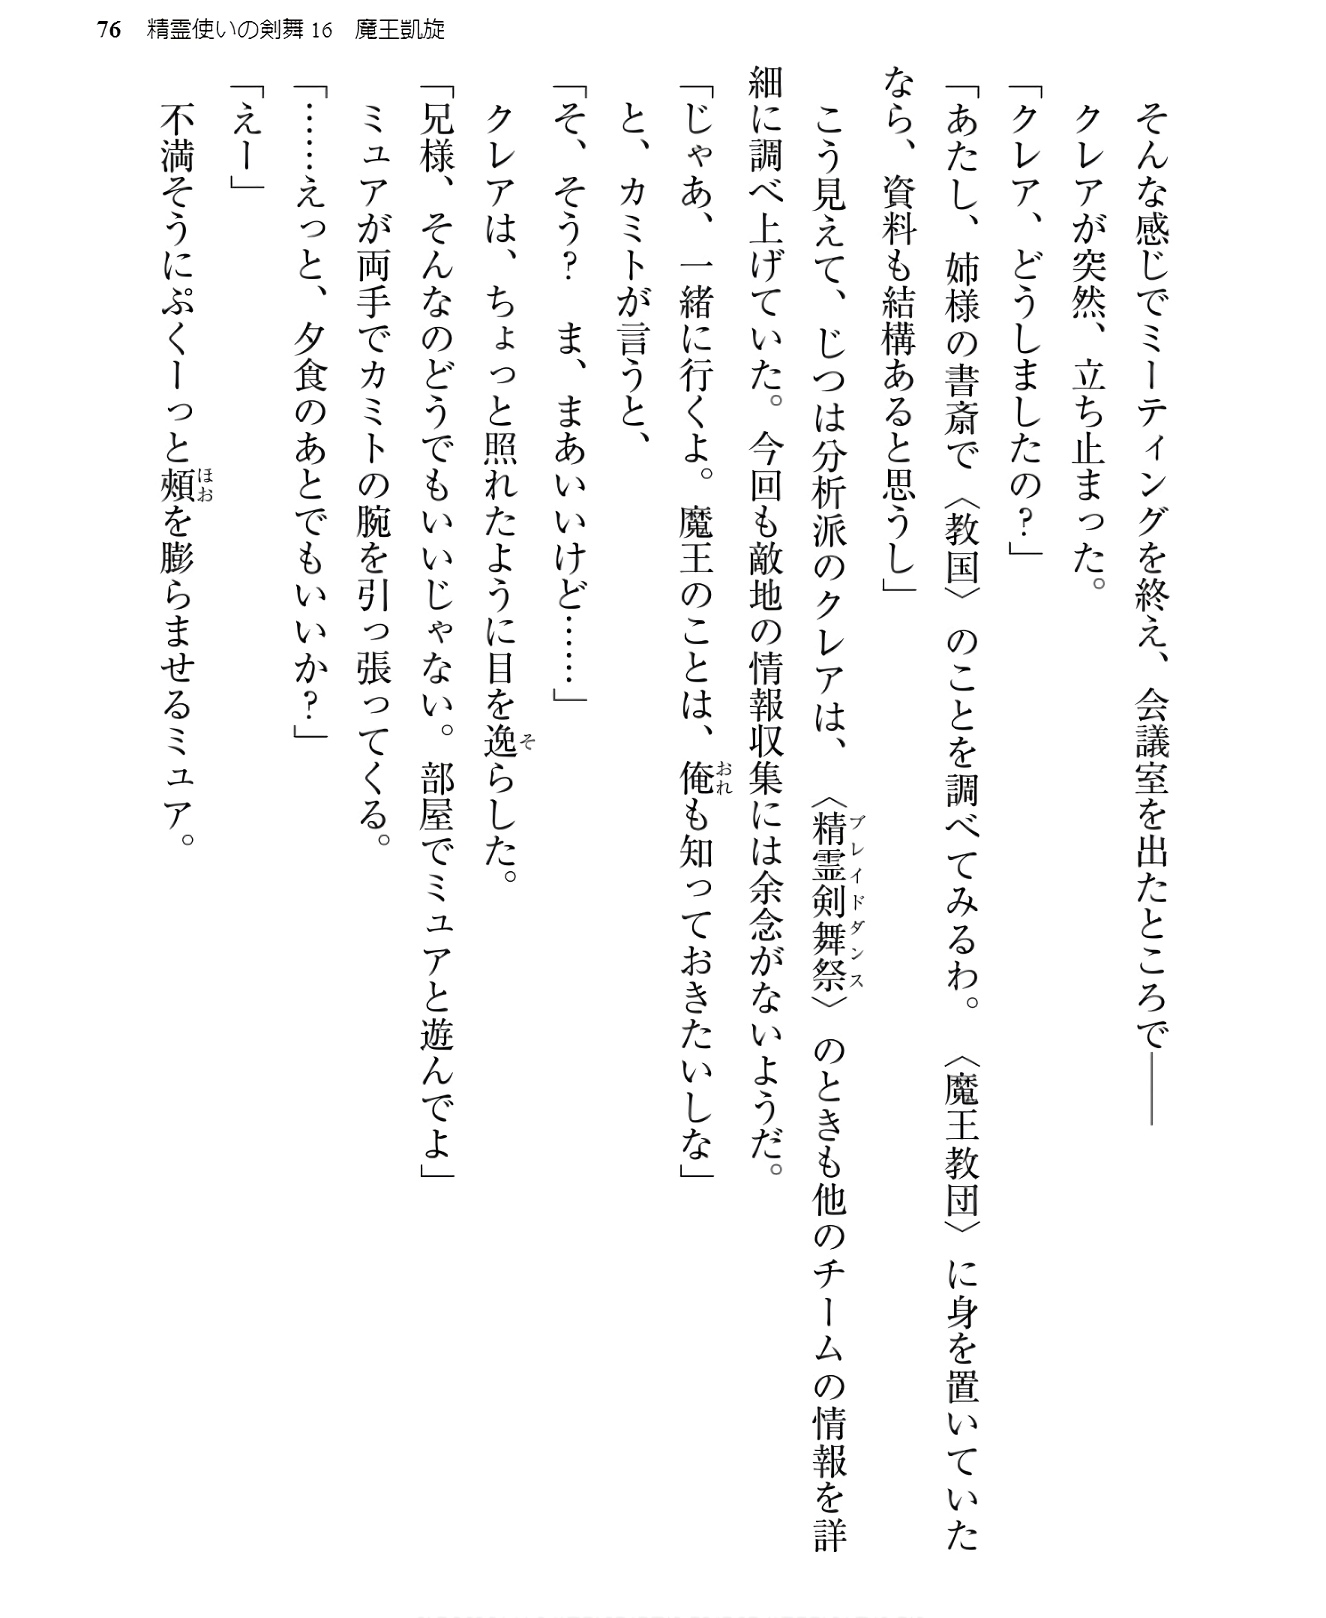 76 精霊使いの剣舞16 魔王凱旋
そんな感じでミーティングを終え、会議室を出たところで――
クレアが突然、立ち止まった。
「クレア、どうしましたの?」
「あたし、姉様の書斎で〈教国〉のことを調べてみるわ。〈魔王教団〉に身を置いていた
なら、資料も結構あると思うし」
こう見えて、じつは分析派のクレアは、〈精霊剣舞祭〉のときも他のチームの情報を詳
ブレイドダンス
細に調べ上げていた。今回も敵地の情報収集には余念がないようだ。
「じゃあ、一緒に行くよ。魔王のことは、俺も知っておきたいしな」
おれ
と、カミトが言うと、
「そ、そう? ま、まあいいけど……」
クレアは、ちょっと照れたように目を逸らした。
そ
「兄様、そんなのどうでもいいじゃない。部屋でミュアと遊んでよ」
ミュアが両手でカミトの腕を引っ張ってくる。
「……えっと、夕食のあとでもいいか?」
「えー」
不満そうにぷくーっと頰を膨らませるミュア。
ほお